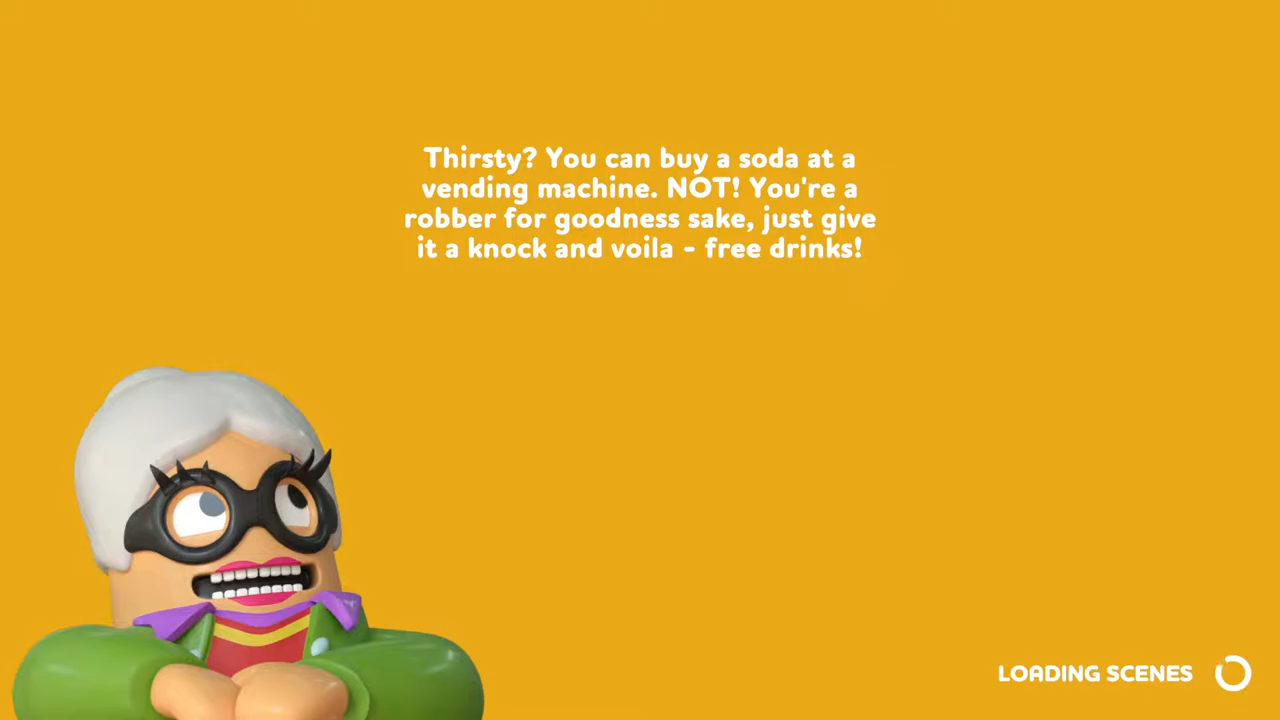 Thirsty? You can buy a soda at a
vending machine. NOT! You're a
robber for goodness sake, just give
it a knock and voila - free drinks!
LOADING SCENES